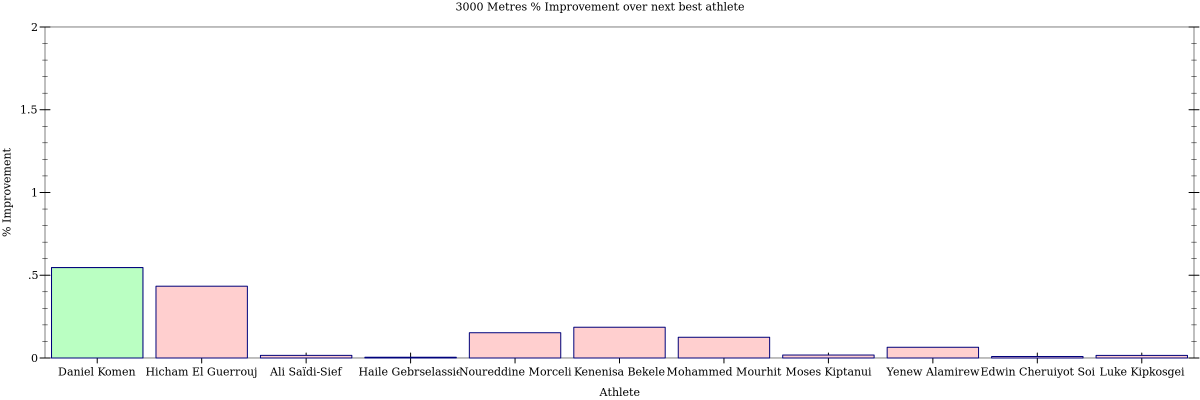 3000 Metres % Improvement over next best athlete
% Improvement
2
1.5
1
.5
0
Daniel Komen Hicham El Guerrouj Ali Saïdi-Sief Haile Gebrselassie Noureddine Morceli Kenenisa Bekele Mohammed Mourhit Moses Kiptanui Yenew Alamirew Edwin Cheruiyot Soi Luke Kipkosgei
Athlete